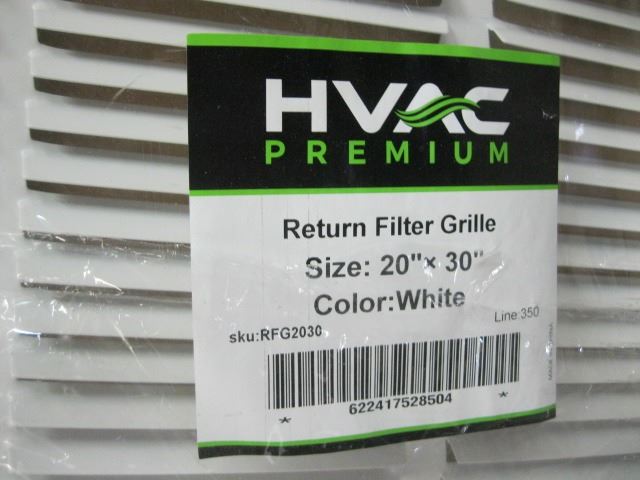 HVAC
PREMIUM
Return Filter Grille
Size: 20"× 30"
Color:White
sku:RFG2030
Line:350
* 622417528504 *